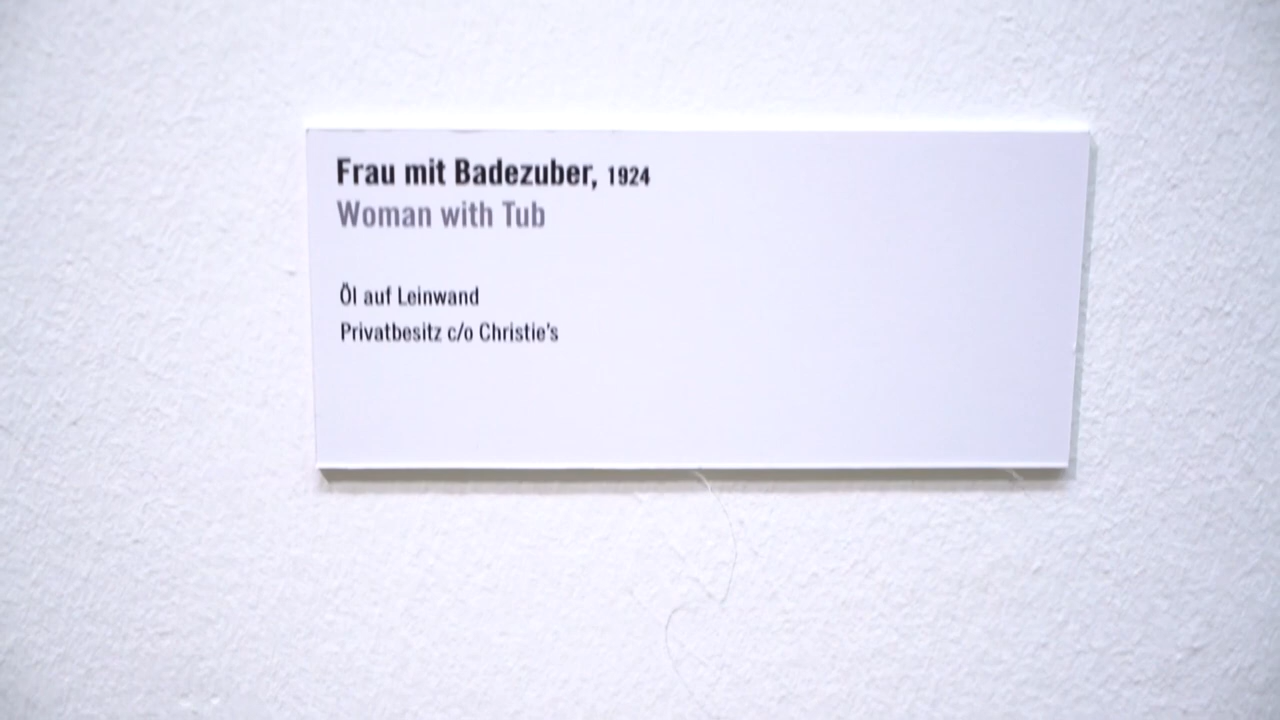 Frau mit Badezuber, 1924
Woman with Tub
Öl auf Leinwand
Privatbesitz c/o Christie's